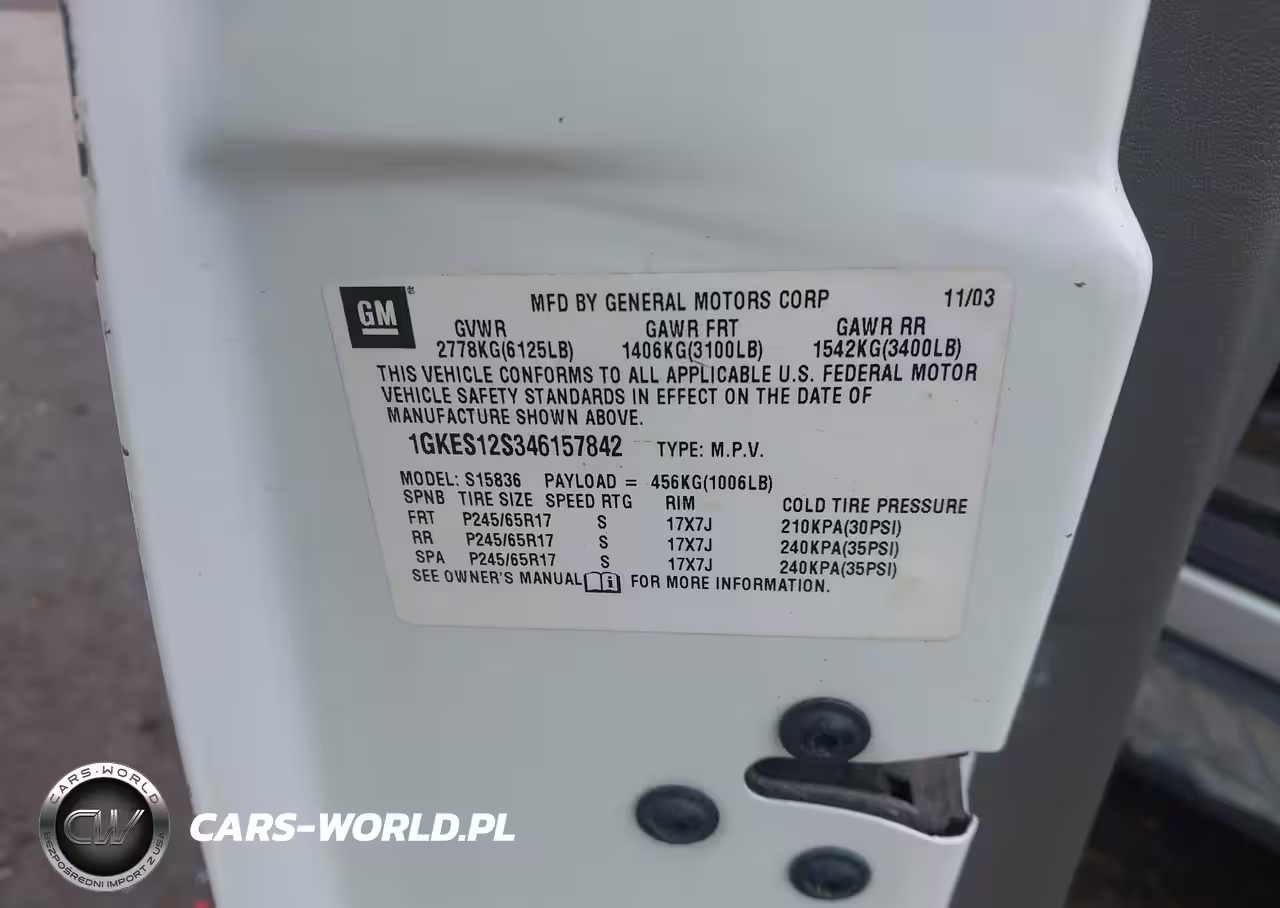 GM®
MFD BY GENERAL MOTORS CORP 11/03
GVWR GAWR FRT GAWR RR
2778KG(6125LB) 1406KG(3100LB) 1542KG(3400LB)
THIS VEHICLE CONFORMS TO ALL APPLICABLE U.S. FEDERAL MOTOR
VEHICLE SAFETY STANDARDS IN EFFECT ON THE DATE OF
MANUFACTURE SHOWN ABOVE.
1GKES12S346157842 TYPE: M.P.V.
MODEL: S15836 PAYLOAD = 456KG(1006LB)
SPNB TIRE SIZE SPEED RTG RIM COLD TIRE PRESSURE
FRT P245/65R17 S 17X7J 210KPA(30PSI)
RR P245/65R17 S 17X7J 240KPA(35PSI)
SPA P245/65R17 S 17X7J 240KPA(35PSI)
SEE OWNER'S MANUAL i FOR MORE INFORMATION.
CARS-WORLD
CW
BEZPOŚREDNI IMPORT Z USA
CARS-WORLD.PL